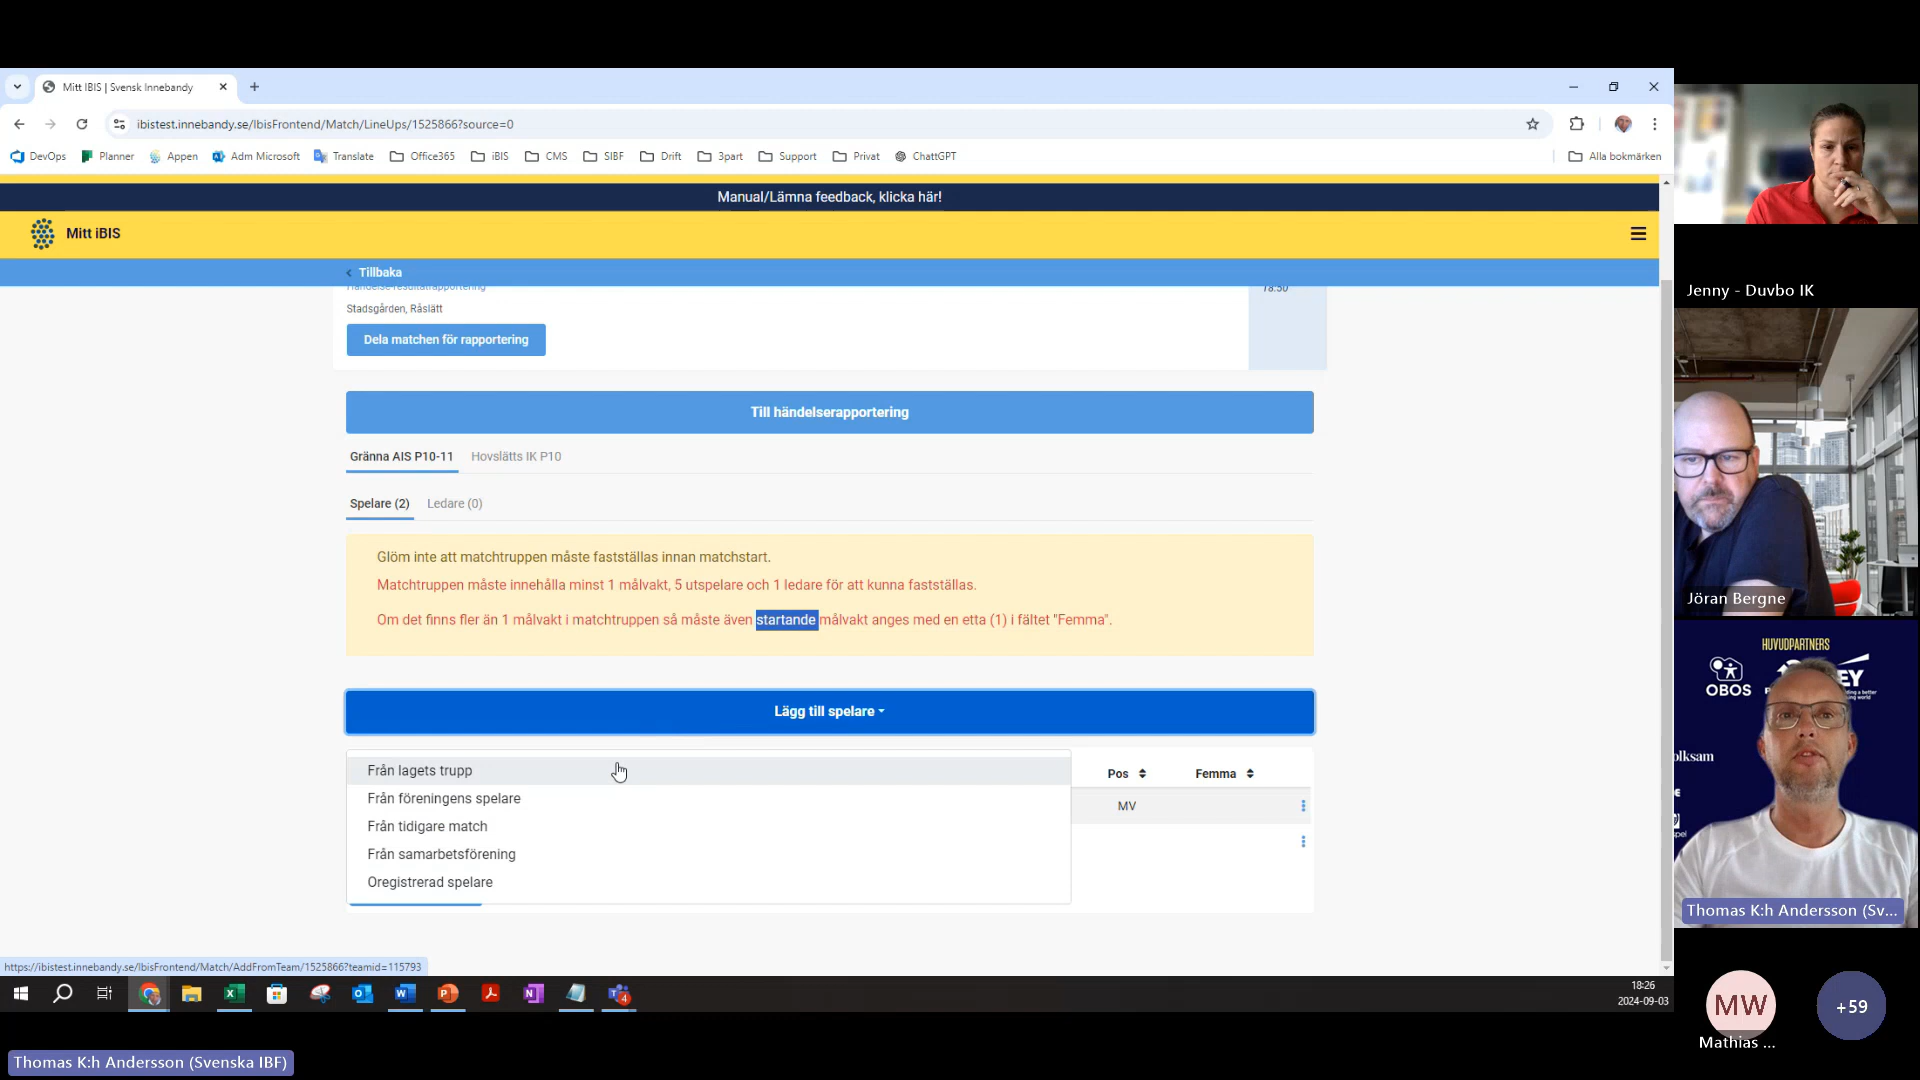 Mitt IBIS | Svensk Innebandy
ibistest.innebandy.se/IbisFrontend/Match/LineUps/1525866?source=0
DevOps Planner Appen Adm Microsoft Translate Office365 iBIS CMS SIBF Drift 3part Support Privat ChatGPT Alla bokmärken
Manual/Lämna feedback, klicka här!
Mitt iBIS
Tillbaka
Händelse-resultatrapportering
18:50
Stadsgården, Råslätt
Dela matchen för rapportering
Till händelserapportering
Gränna AIS P10-11 Hovslätts IK P10
Spelare (2) Ledare (0)
Glöm inte att matchtruppen måste fastställas innan matchstart.
Matchtruppen måste innehålla minst 1 målvakt, 5 utspelare och 1 ledare för att kunna fastställas.
Om det finns fler än 1 målvakt i matchtruppen så måste även startande målvakt anges med en etta (1) i fältet "Femma".
Lägg till spelare
Från lagets trupp
Från föreningens spelare
Från tidigare match
Från samarbetsförening
Oregistrerad spelare
Pos Femma
MV
https://ibistest.innebandy.se/IbisFrontend/Match/AddFromTeam/1525866?teamid=115793
4
18:26
2024-09-03
Thomas K:h Andersson (Svenska IBF)
Jenny - Duvbo IK
Jöran Bergne
HUVUDPARTNERS
OBOS
EY
olksam
Thomas K:h Andersson (Sv...
MW
Mathias ...
+59